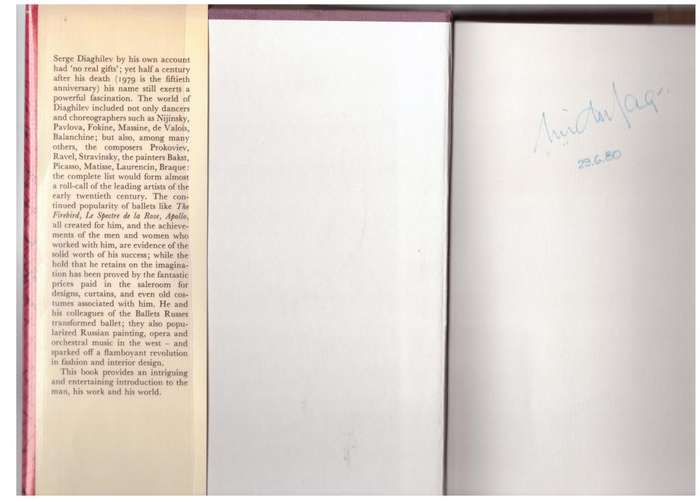 Serge Diaghilev by his own account
had 'no real gifts'; yet half a century
after his death (1979 is the fiftieth
anniversary) his name still exerts a
powerful fascination. The world of
Diaghilev included not only dancers
and choreographers such as Nijinsky,
Pavlova, Fokine, Massine, de Valois,
Balanchine; but also, among many
others, the composers Prokoviev,
Ravel, Stravinsky, the painters Bakst,
Picasso, Matisse, Laurencin, Braque:
the complete list would form almost
a roll-call of the leading artists of the
early twentieth century. The con-
tinued popularity of ballets like The
Firebird, Le Spectre de la Rose, Apollo,
all created for him, and the achieve-
ments of the men and women who
worked with him, are evidence of the
solid worth of his success; while the
hold that he retains on the imagina-
tion has been proved by the fantastic
prices paid in the saleroom for
designs, curtains, and even old cos-
tumes associated with him. He and
his colleagues of the Ballets Russes
transformed ballet; they also popu-
larized Russian painting, opera and
orchestral music in the west – and
sparked off a flamboyant revolution
in fashion and interior design.
This book provides an intriguing
and entertaining introduction to the
man, his work and his world.
29.6.80